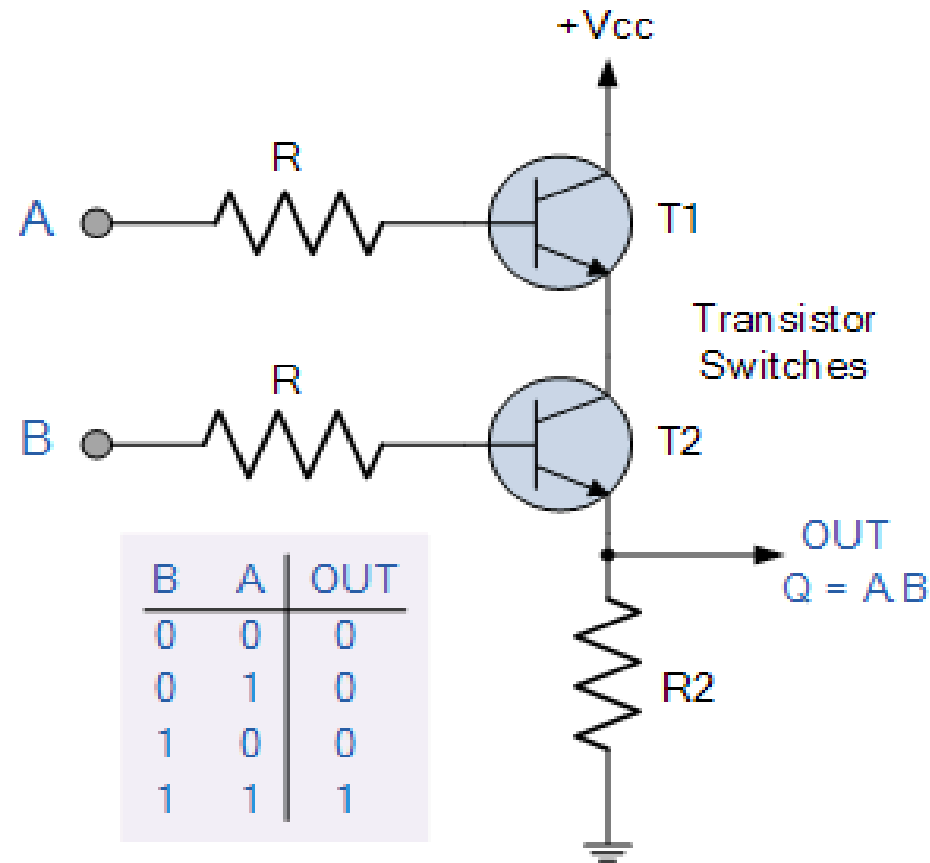 +Vcc
R
A
T1
Transistor
Switches
R
B
T2
OUT
Q = A.B
B A OUT
0 0 0
0 1 0
1 0 0
1 1 1
R2